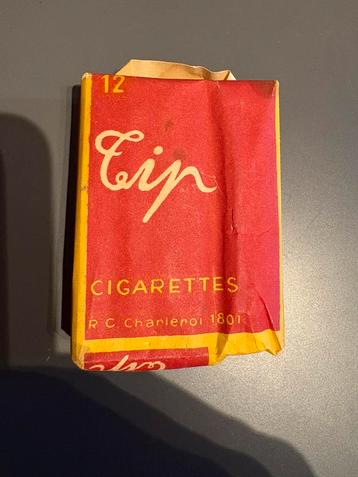 12
Tip
CIGARETTES
R C Charleroi 1801